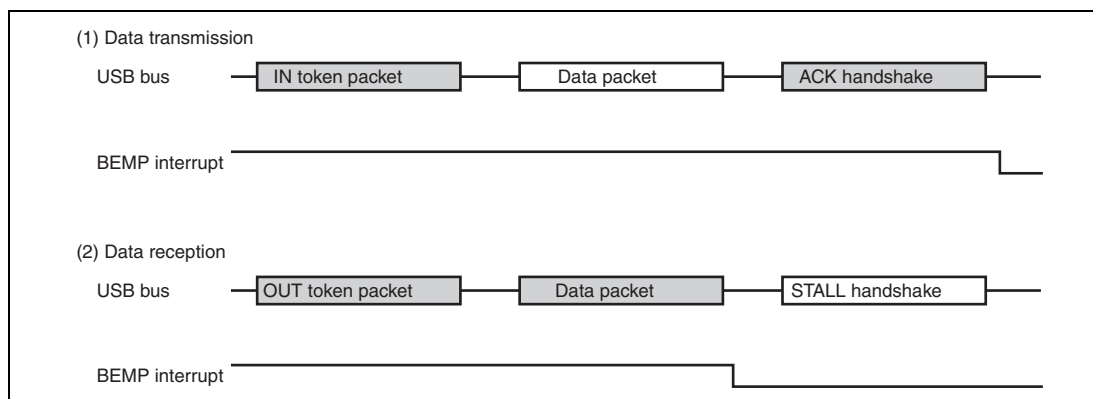 (1) Data transmission
USB bus IN token packet Data packet ACK handshake
BEMP interrupt
(2) Data reception
USB bus OUT token packet Data packet STALL handshake
BEMP interrupt